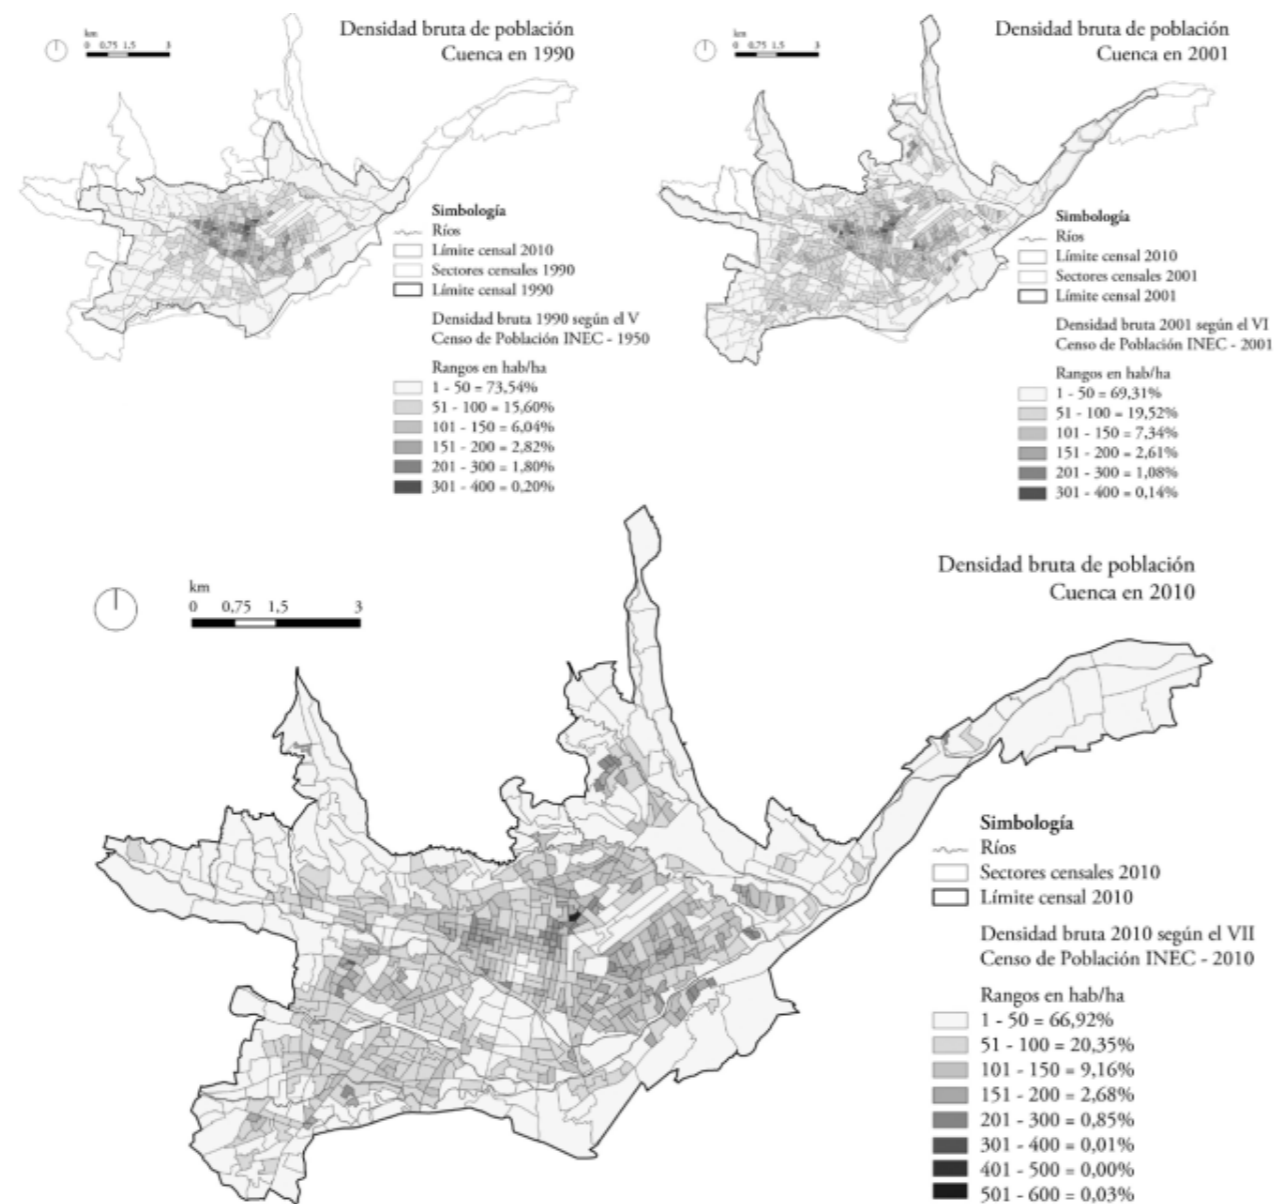 Densidad bruta de población
Cuenca en 1990
km
0 0,75 1,5 3
Simbología
Ríos
Límite censal 2010
Sectores censales 1990
Límite censal 1990
Densidad bruta 1990 según el V
Censo de Población INEC - 1950
Rangos en hab/ha
1 - 50 = 73,54%
51 - 100 = 15,60%
101 - 150 = 6,04%
151 - 200 = 2,82%
201 - 300 = 1,80%
301 - 400 = 0,20%
Densidad bruta de población
Cuenca en 2001
km
0 0,75 1,5 3
Simbología
Ríos
Límite censal 2010
Sectores censales 2001
Límite censal 2001
Densidad bruta 2001 según el VI
Censo de Población INEC - 2001
Rangos en hab/ha
1 - 50 = 69,31%
51 - 100 = 19,52%
101 - 150 = 7,34%
151 - 200 = 2,61%
201 - 300 = 1,08%
301 - 400 = 0,14%
Densidad bruta de población
Cuenca en 2010
km
0 0,75 1,5 3
Simbología
Ríos
Sectores censales 2010
Límite censal 2010
Densidad bruta 2010 según el VII
Censo de Población INEC - 2010
Rangos en hab/ha
1 - 50 = 66,92%
51 - 100 = 20,35%
101 - 150 = 9,16%
151 - 200 = 2,68%
201 - 300 = 0,85%
301 - 400 = 0,01%
401 - 500 = 0,00%
501 - 600 = 0,03%